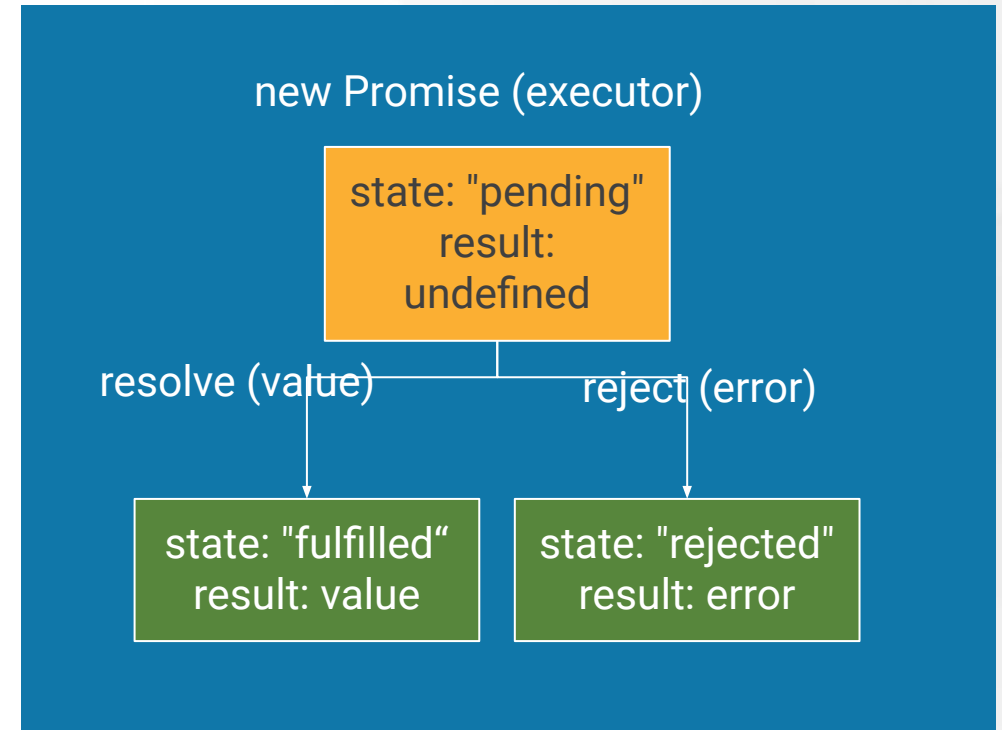 new Promise (executor)
state: "pending"
result:
undefined
resolve (value)
reject (error)
state: "fulfilled“
result: value
state: "rejected"
result: error